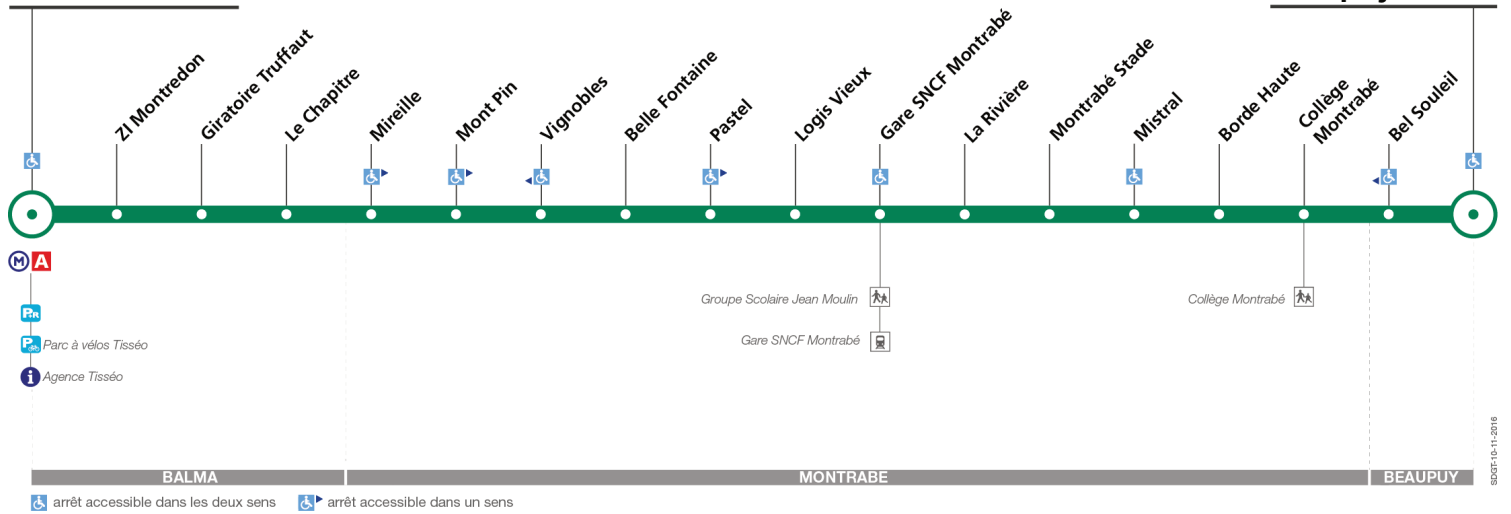 ZI Montredon
Giratoire Truffaut
Le Chapitre
Mireille
Mont Pin
Vignobles
Belle Fontaine
Pastel
Logis Vieux
Gare SNCF Montrabé
La Rivière
Montrabé Stade
Mistral
Borde Haute
Collège
Montrabé
Bel Souleil
M A
P+R
P
Parc à vélos Tisséo
i
Agence Tisséo
Groupe Scolaire Jean Moulin
Gare SNCF Montrabé
Collège Montrabé
BALMA
MONTRABE
BEAUPUY
arrêt accessible dans les deux sens
arrêt accessible dans un sens
SDGT-10-11-2016